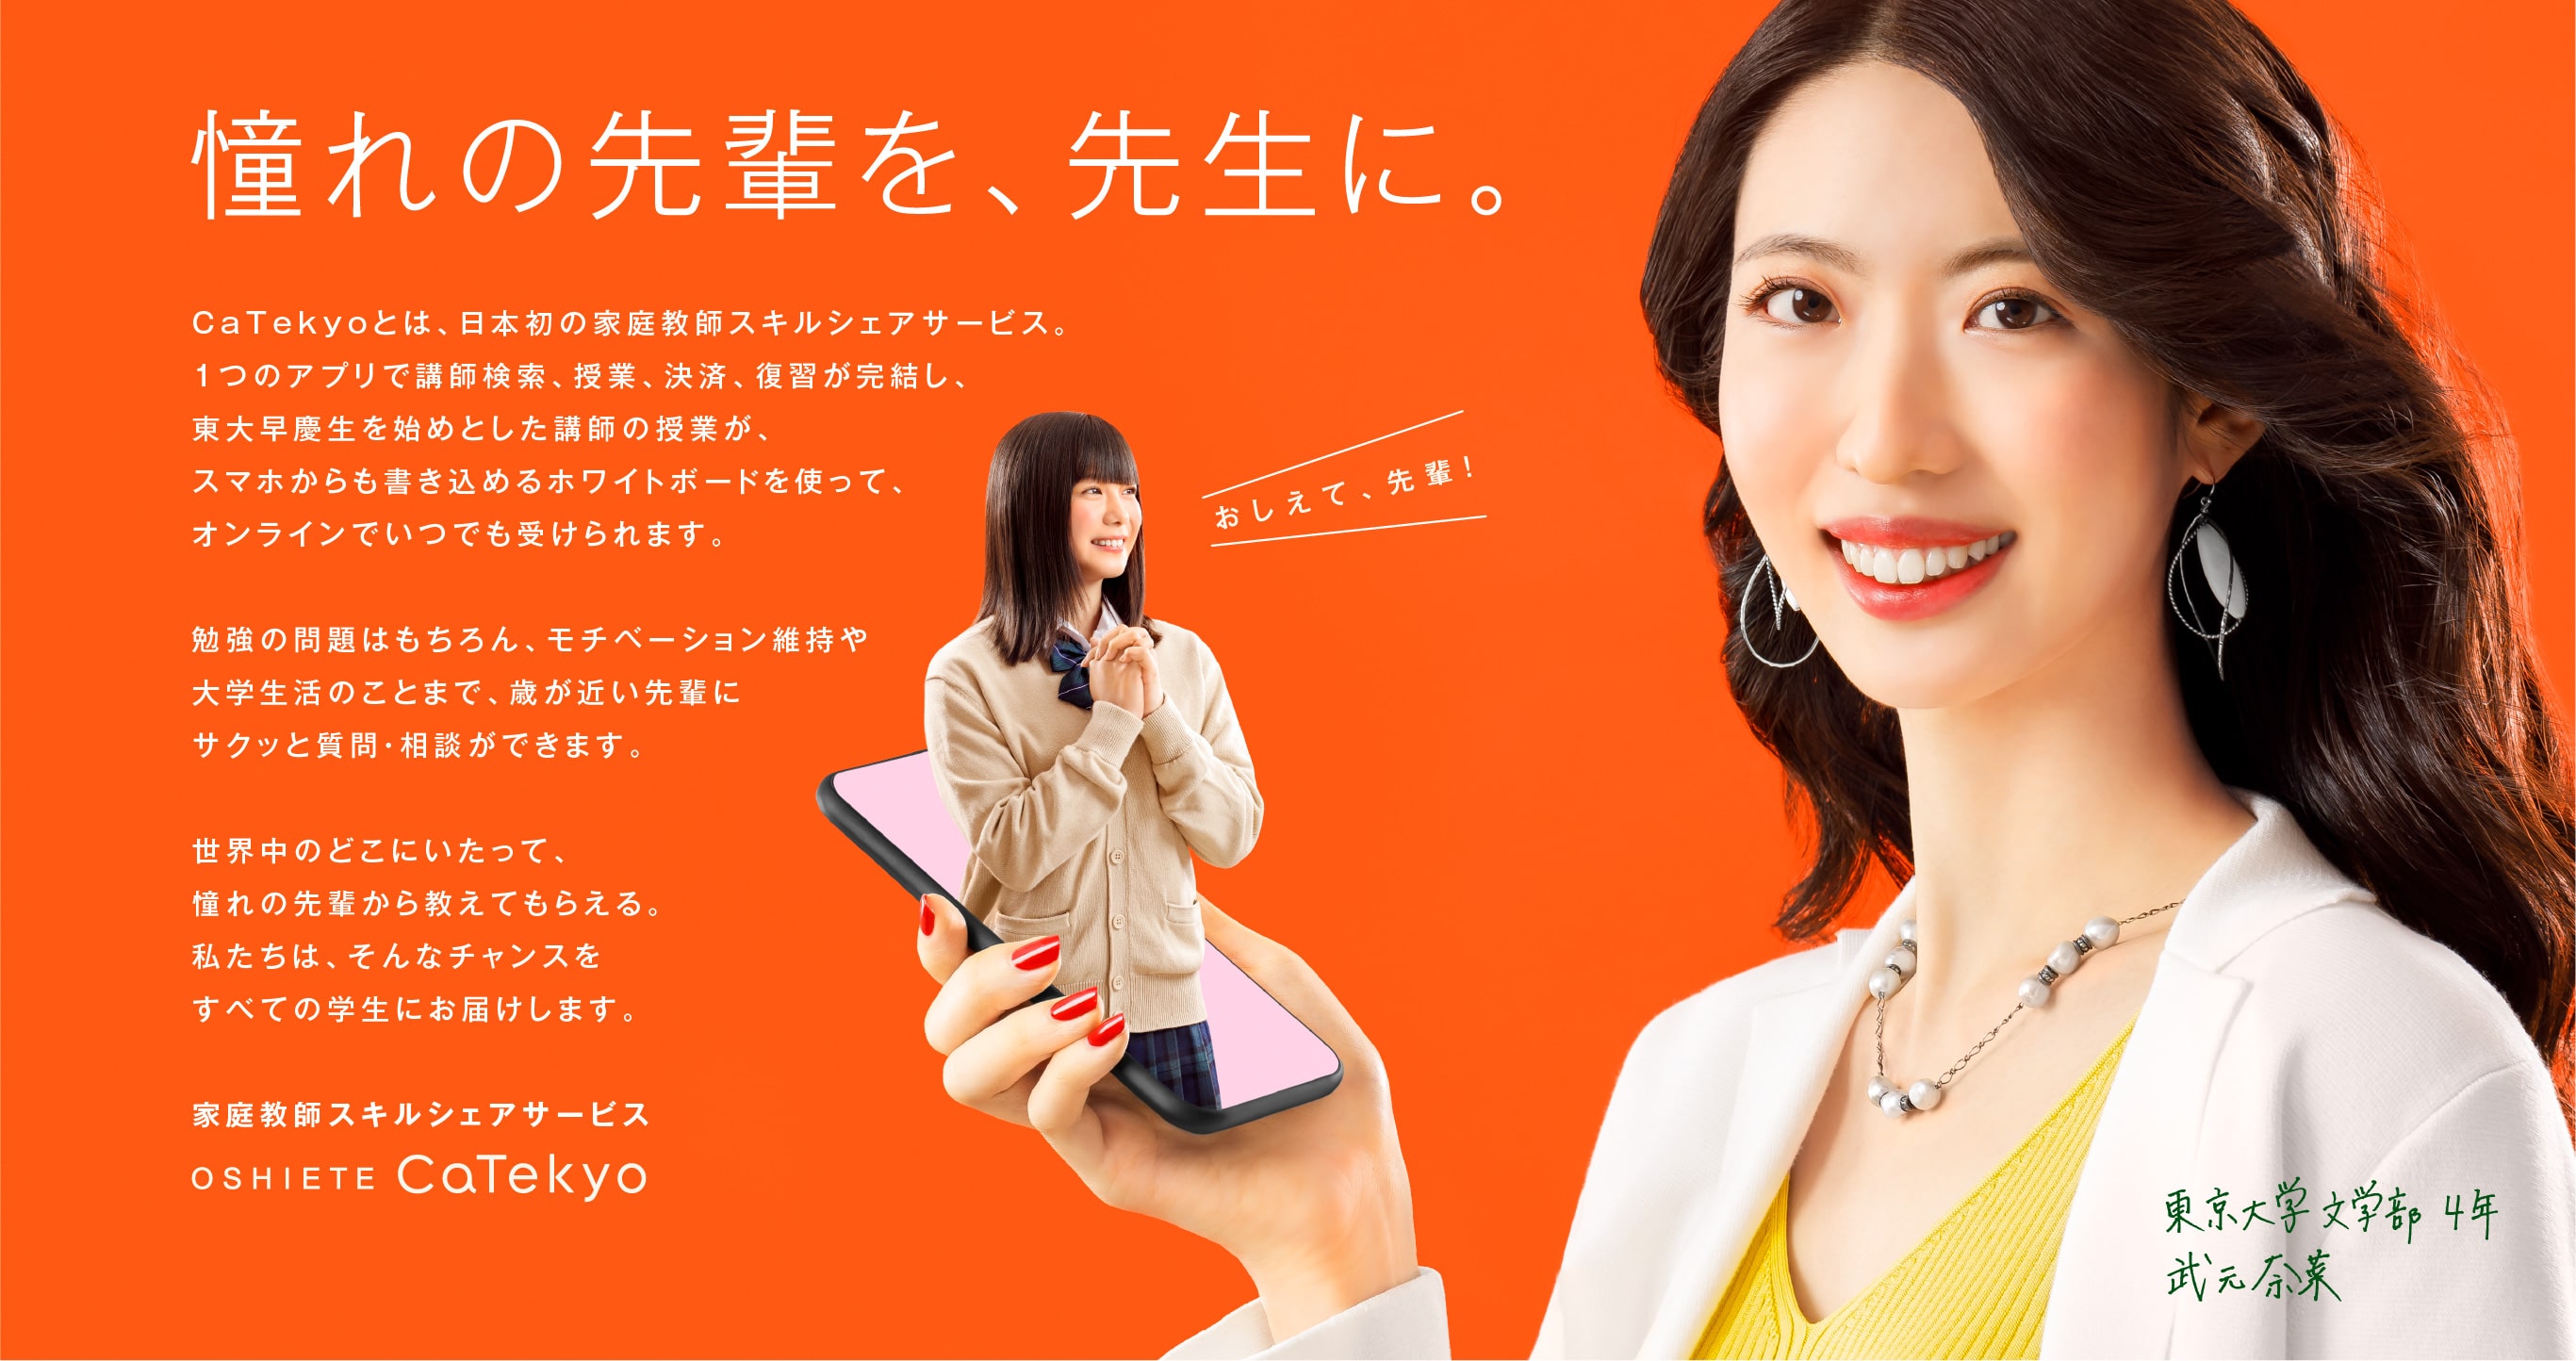 憧れの先輩を、先生に。
CaTekyoとは、日本初の家庭教師スキルシェアサービス。
1つのアプリで講師検索、授業、決済、復習が完結し、
東大早慶生を始めとした講師の授業が、
スマホからも書き込めるホワイトボードを使って、
オンラインでいつでも受けられます。
おしえて、先輩!
勉強の問題はもちろん、モチベーション維持や
大学生活のことまで、歳が近い先輩に
サクッと質問・相談ができます。
世界中のどこにいたって、
憧れの先輩から教えてもらえる。
私たちは、そんなチャンスを
すべての学生にお届けします。
家庭教師スキルシェアサービス
OSHIETE CaTekyo
東京大学 文学部 4年
武元奈菜